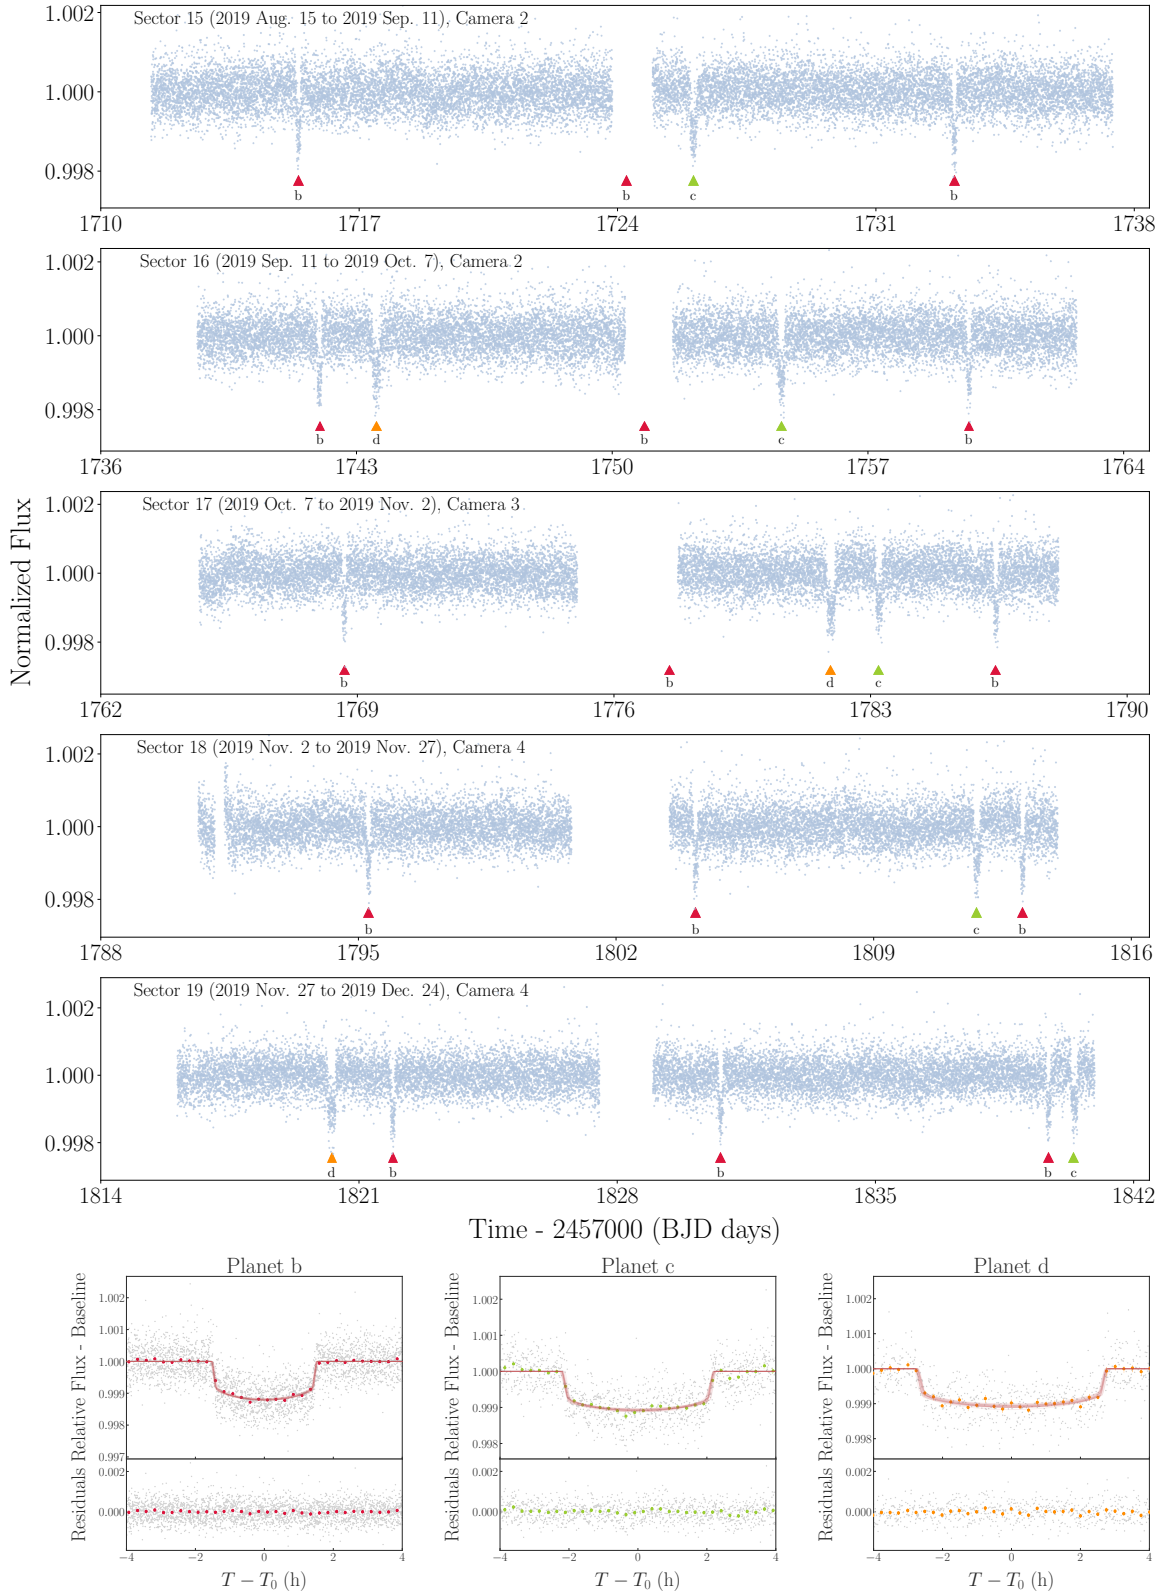 Sector 15 (2019 Aug. 15 to 2019 Sep. 11), Camera 2
1.002
1.000
0.998
b
b
c
b
1710
1717
1724
1731
1738
Sector 16 (2019 Sep. 11 to 2019 Oct. 7), Camera 2
1.002
1.000
0.998
b
d
b
c
b
1736
1743
1750
1757
1764
Normalized Flux
Sector 17 (2019 Oct. 7 to 2019 Nov. 2), Camera 3
1.002
1.000
0.998
b
b
d
c
b
1762
1769
1776
1783
1790
Sector 18 (2019 Nov. 2 to 2019 Nov. 27), Camera 4
1.002
1.000
0.998
b
b
c
b
1788
1795
1802
1809
1816
Sector 19 (2019 Nov. 27 to 2019 Dec. 24), Camera 4
1.002
1.000
0.998
d
b
b
b
c
1814
1821
1828
1835
1842
Time - 2457000 (BJD days)
Planet b
Relative Flux - Baseline
1.002
1.001
1.000
0.999
0.998
0.997
Residuals
0.002
0.000
−4
−2
0
2
4
T − T₀ (h)
Planet c
Relative Flux - Baseline
1.002
1.001
1.000
0.999
0.998
Residuals
0.002
0.000
−4
−2
0
2
4
T − T₀ (h)
Planet d
Relative Flux - Baseline
1.002
1.001
1.000
0.999
0.998
Residuals
0.002
0.000
−4
−2
0
2
4
T − T₀ (h)